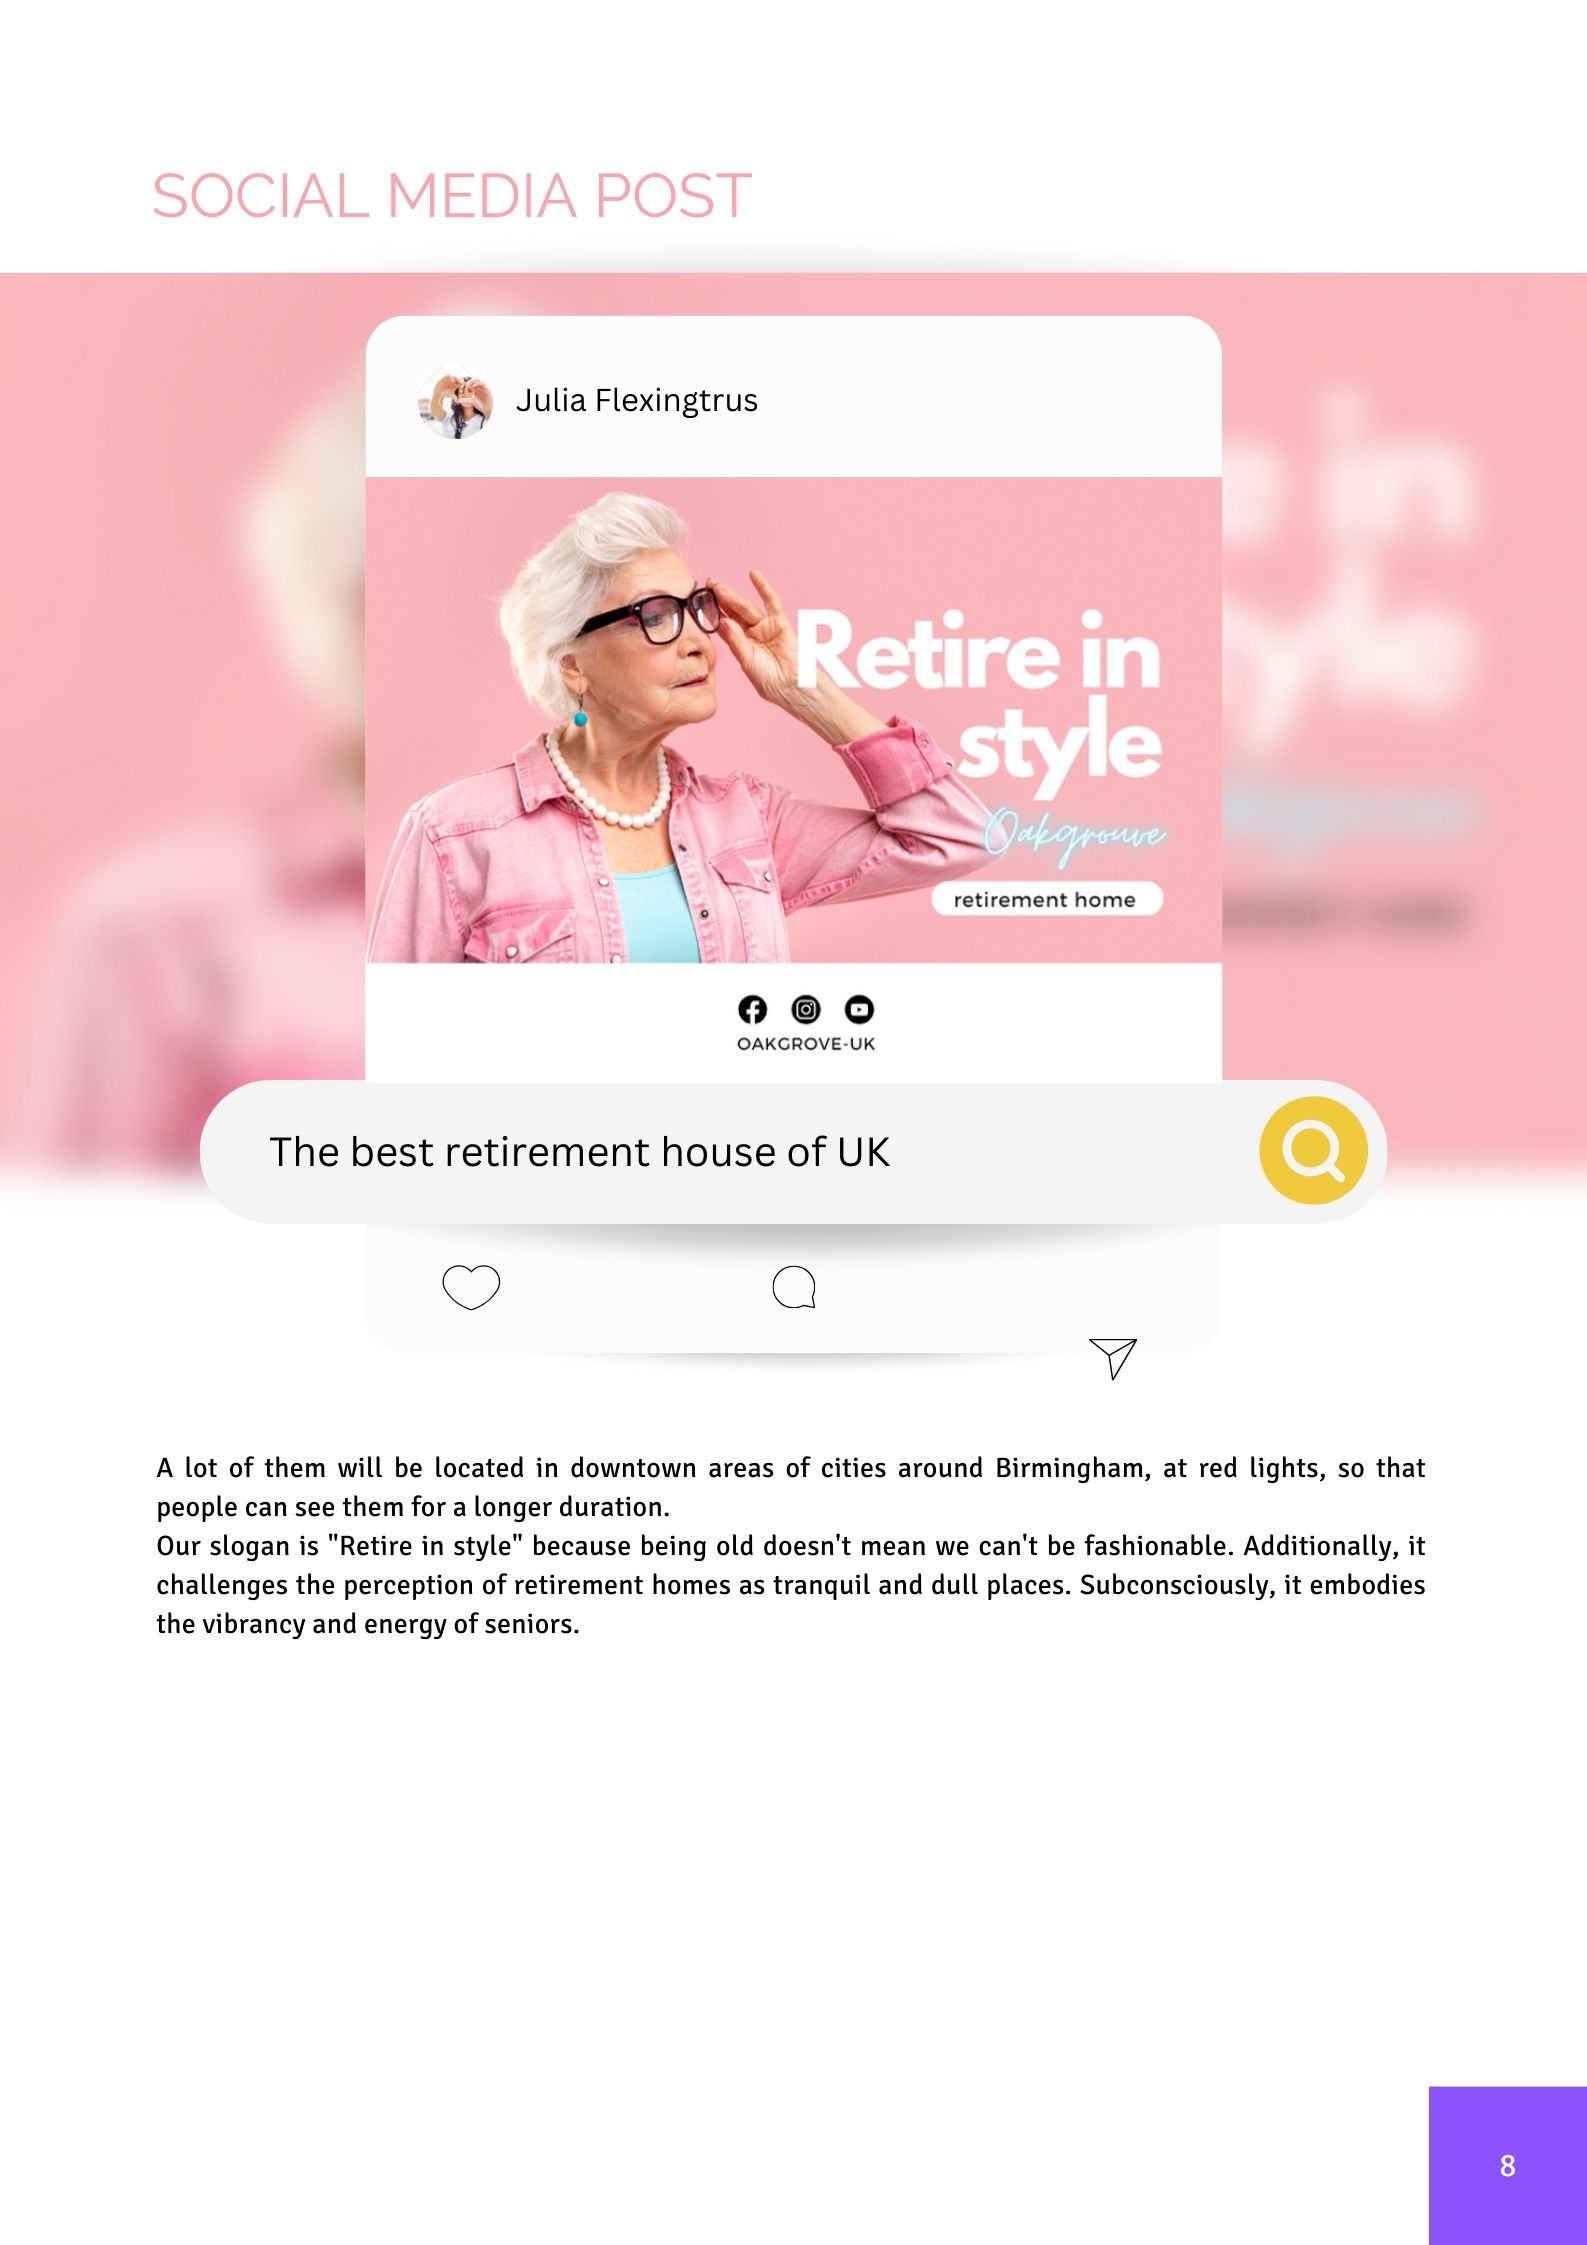 SOCIAL MEDIA POST
Julia Flexingtrus
Retire in
style
Oakgrouve
retirement home
OAKGROVE-UK
The best retirement house of UK
A lot of them will be located in downtown areas of cities around Birmingham, at red lights, so that
people can see them for a longer duration.
Our slogan is "Retire in style" because being old doesn't mean we can't be fashionable. Additionally, it
challenges the perception of retirement homes as tranquil and dull places. Subconsciously, it embodies
the vibrancy and energy of seniors.
8